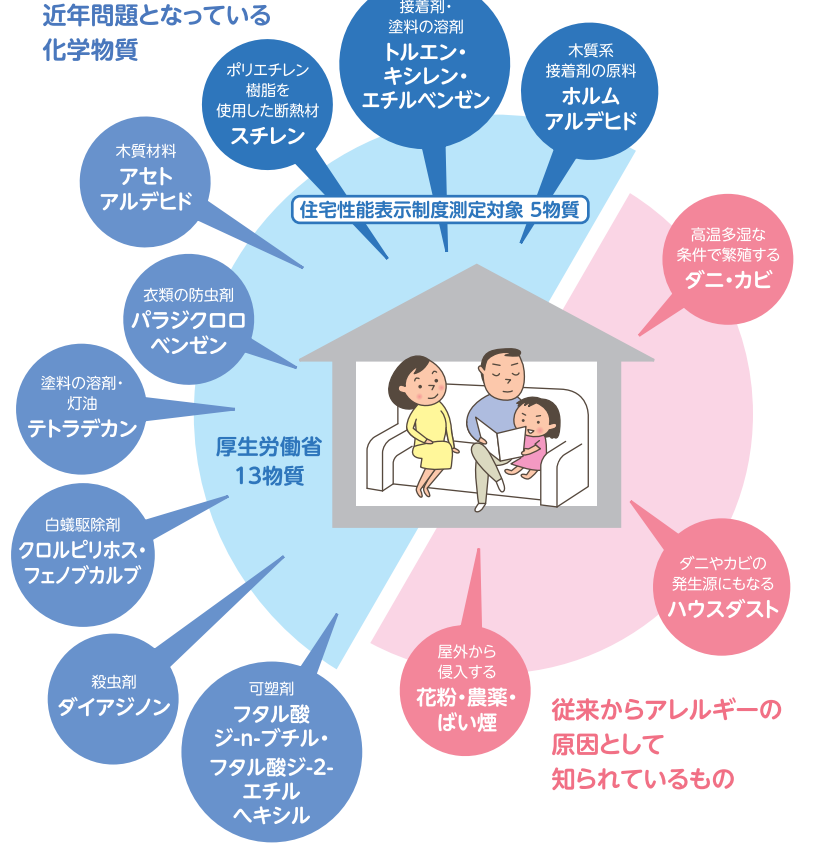 近年問題となっている
化学物質
接着剤・
塗料の溶剤
トルエン・
キシレン・
エチルベンゼン
木質系
接着剤の原料
ホルム
アルデヒド
ポリエチレン
樹脂を
使用した断熱材
スチレン
木質材料
アセト
アルデヒド
住宅性能表示制度測定対象 5物質
高温多湿な
条件で繁殖する
ダニ・カビ
衣類の防虫剤
パラジクロロ
ベンゼン
塗料の溶剤・
灯油
テトラデカン
厚生労働省
13物質
白蟻駆除剤
クロルピリホス・
フェノブカルブ
ダニやカビの
発生源にもなる
ハウスダスト
殺虫剤
ダイアジノン
可塑剤
フタル酸
ジ-n-ブチル・
フタル酸ジ-2-
エチル
ヘキシル
屋外から
侵入する
花粉・農薬・
ばい煙
従来からアレルギーの
原因として
知られているもの